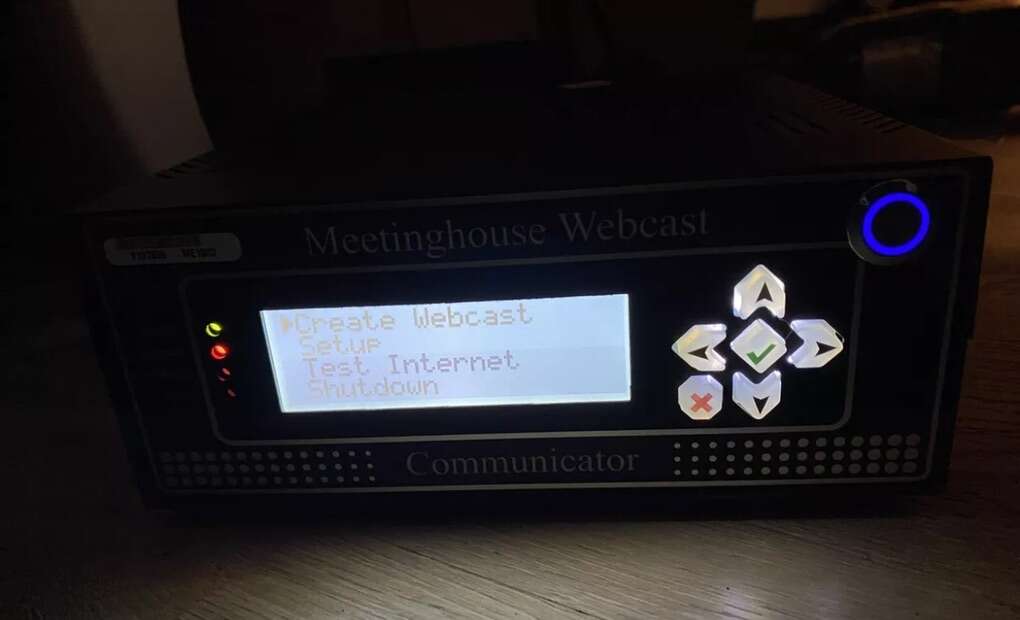 Meetinghouse Webcast
Create Webcast
Setup
Test Internet
Shutdown
Communicator